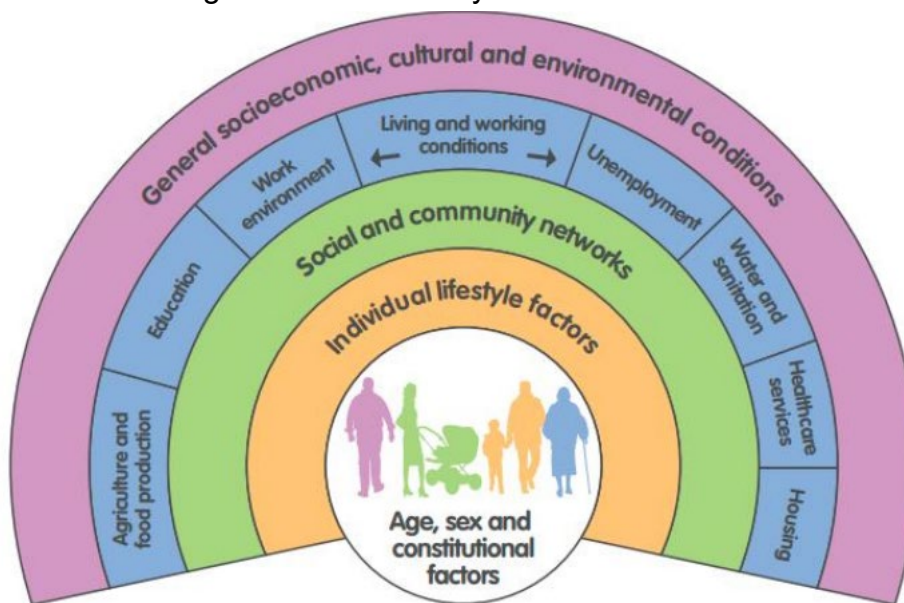 General socioeconomic, cultural and environmental conditions
Living and working
conditions
Agriculture and
food production
Education
Work
environment
Unemployment
Water and
sanitation
Healthcare
services
Housing
Social and community networks
Individual lifestyle factors
Age, sex and
constitutional
factors